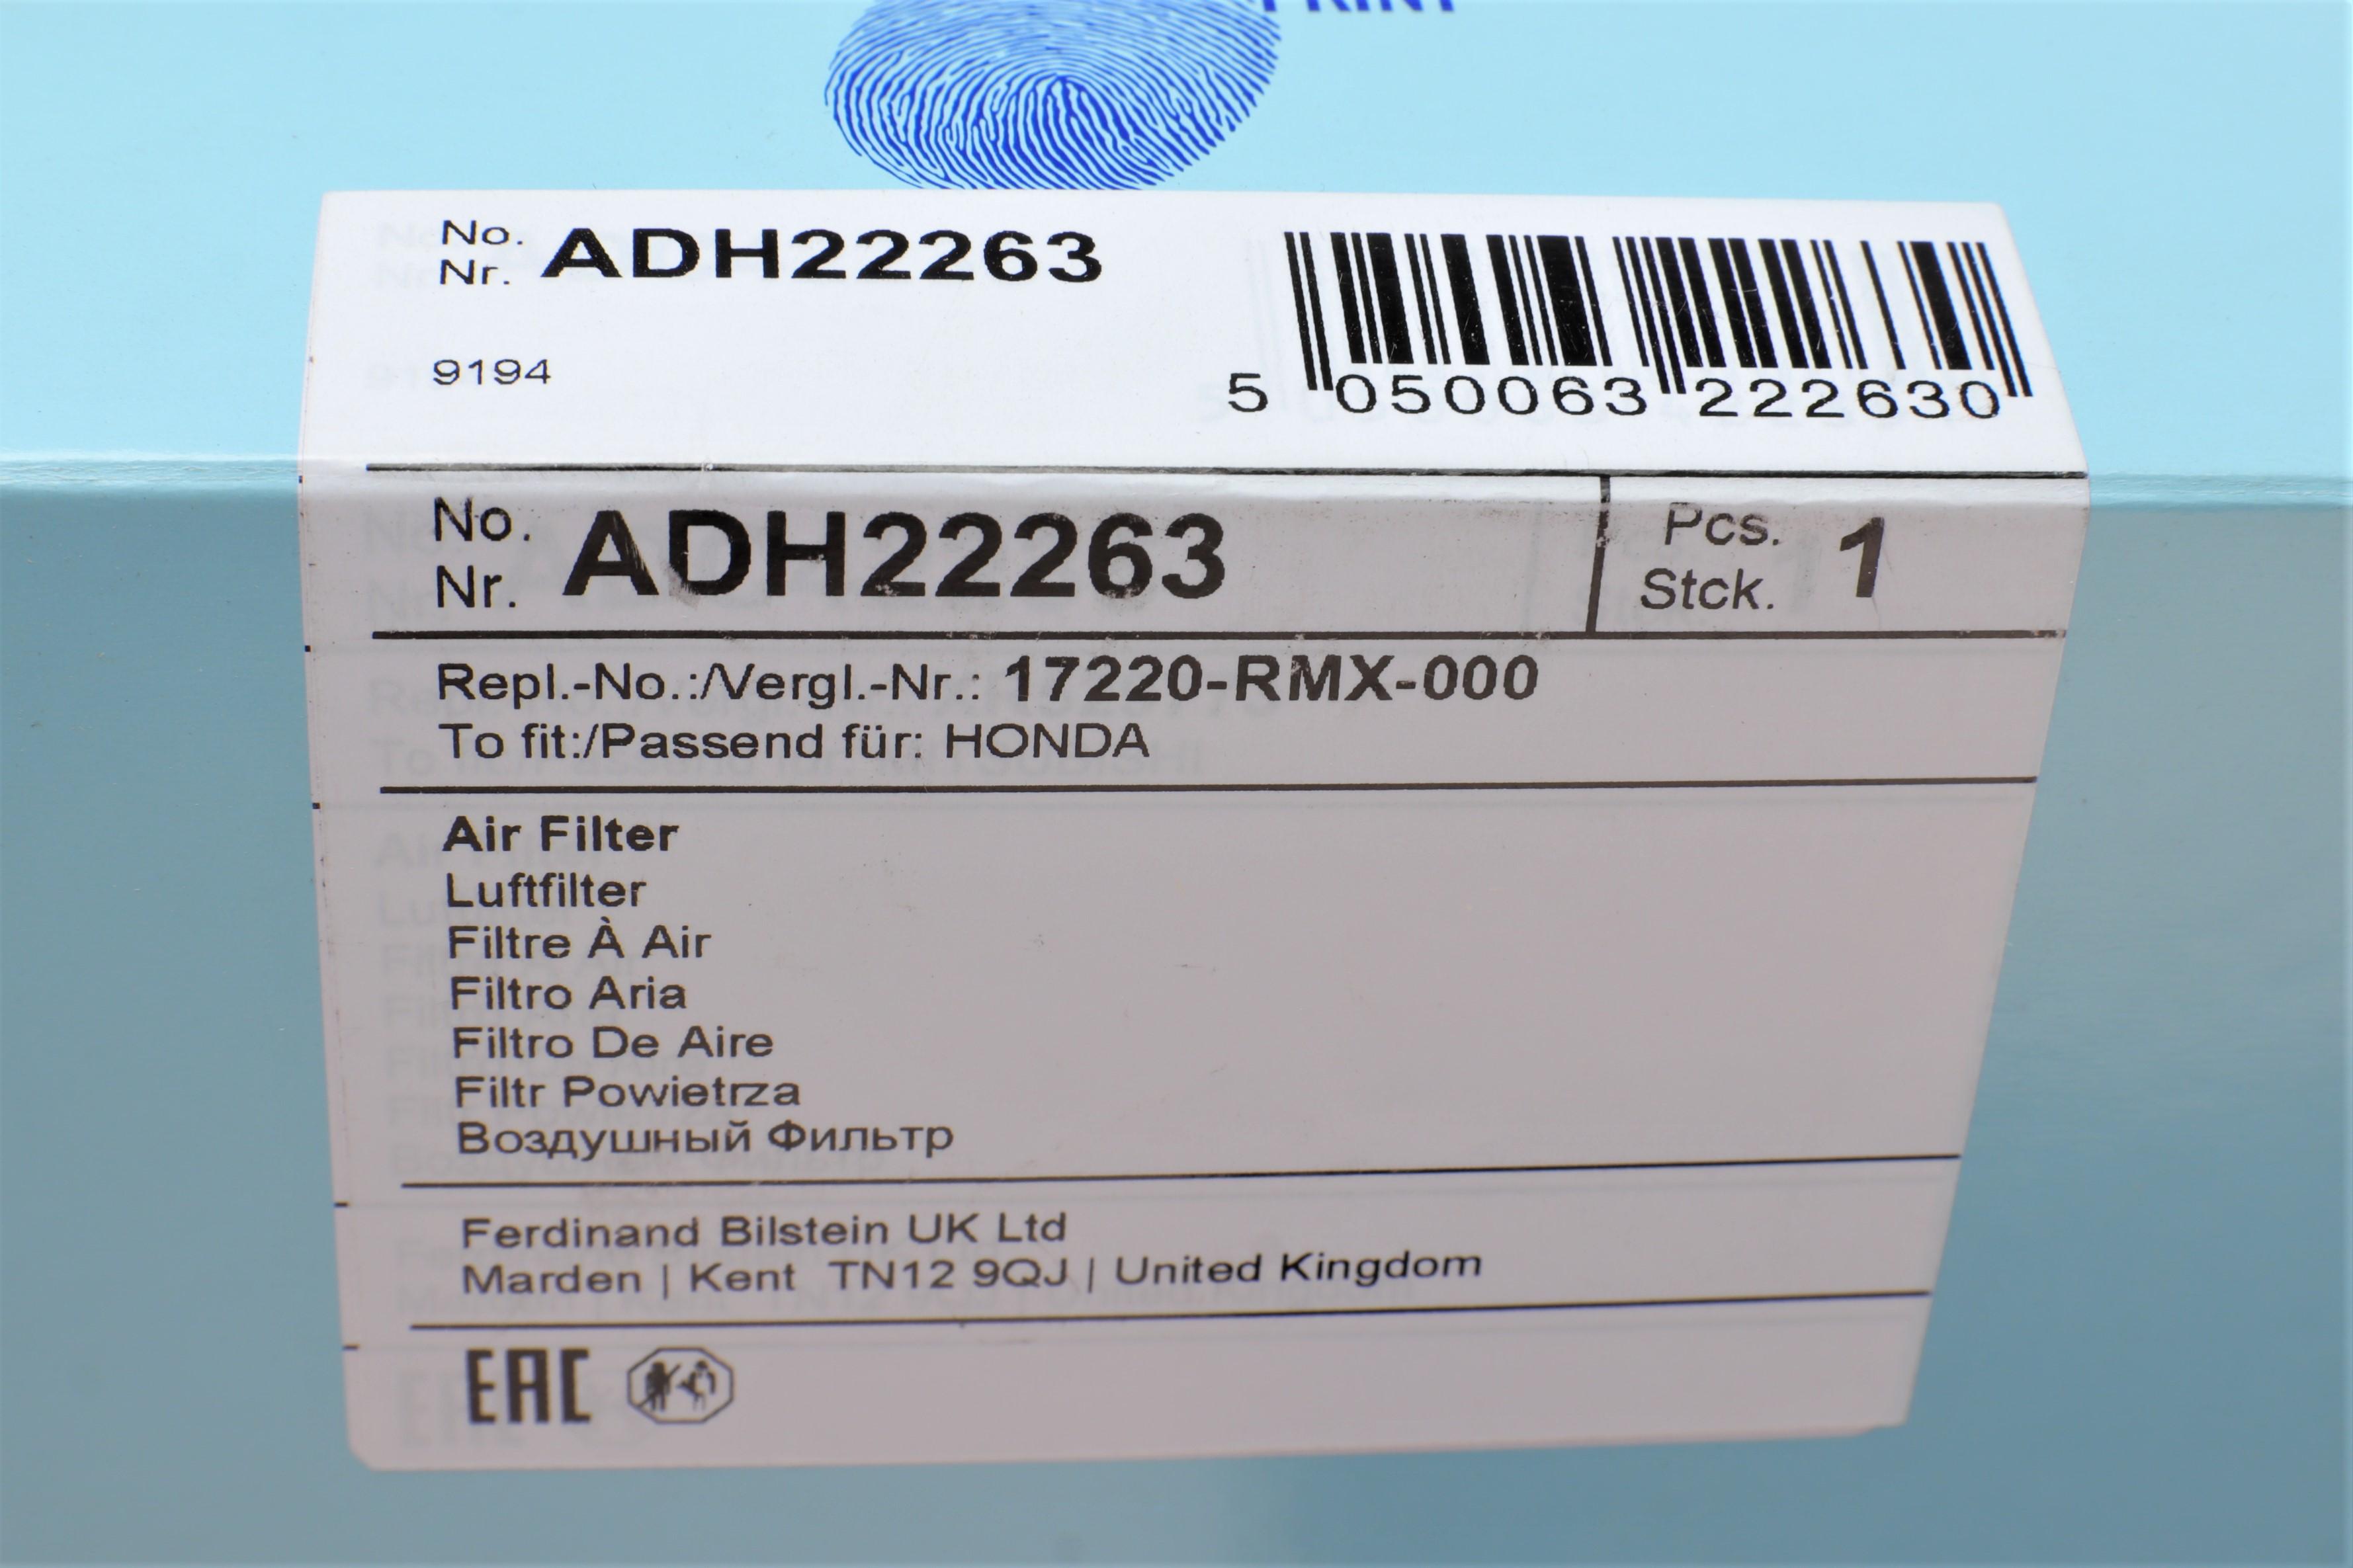 PRINT
No.
Nr. ADH22263
9194
5 050063 222630
No.
Nr. ADH22263
Pcs.
Stck. 1
Repl.-No.:/Vergl.-Nr.: 17220-RMX-000
To fit:/Passend für: HONDA
Air Filter
Luftfilter
Filtre À Air
Filtro Aria
Filtro De Aire
Filtr Powietrza
Воздушный Фильтр
Ferdinand Bilstein UK Ltd
Marden | Kent TN12 9QJ | United Kingdom
EAC